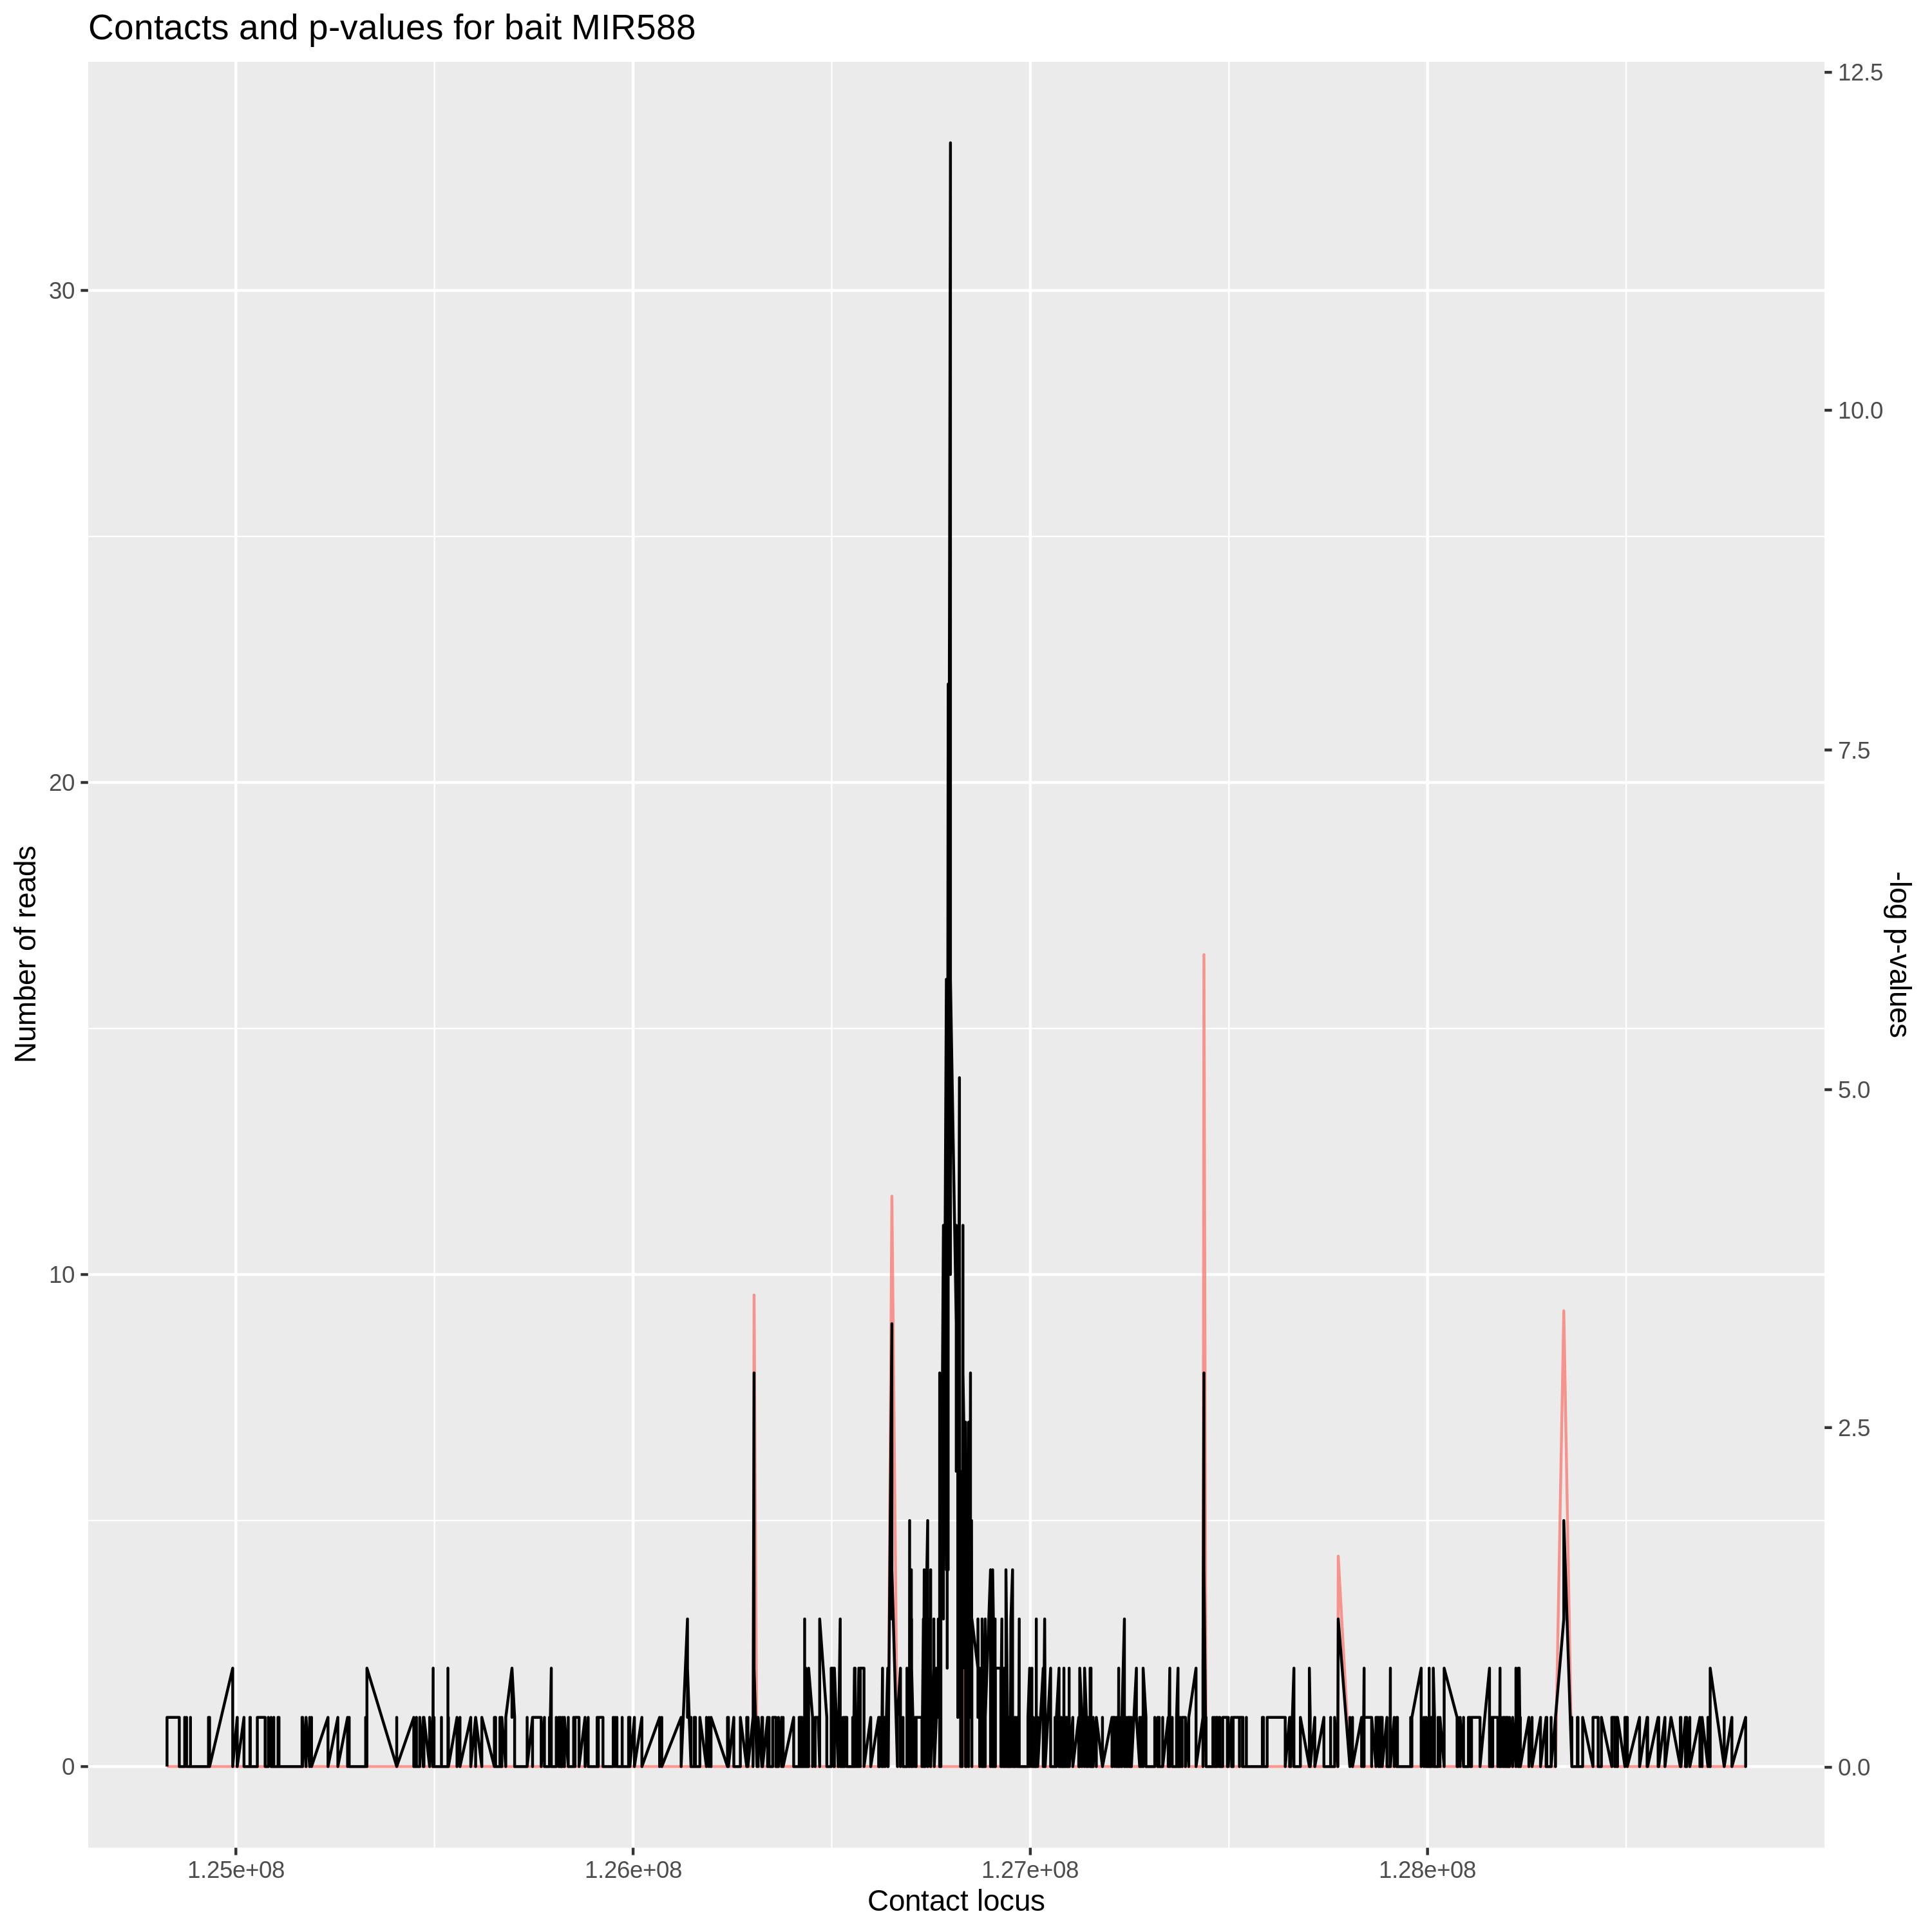 Contacts and p-values for bait MIR588
12.5
30
10.0
20
7.5
Number of reads
-log p-values
5.0
10
2.5
0
0.0
1.25e+08 1.26e+08 1.27e+08 1.28e+08
Contact locus